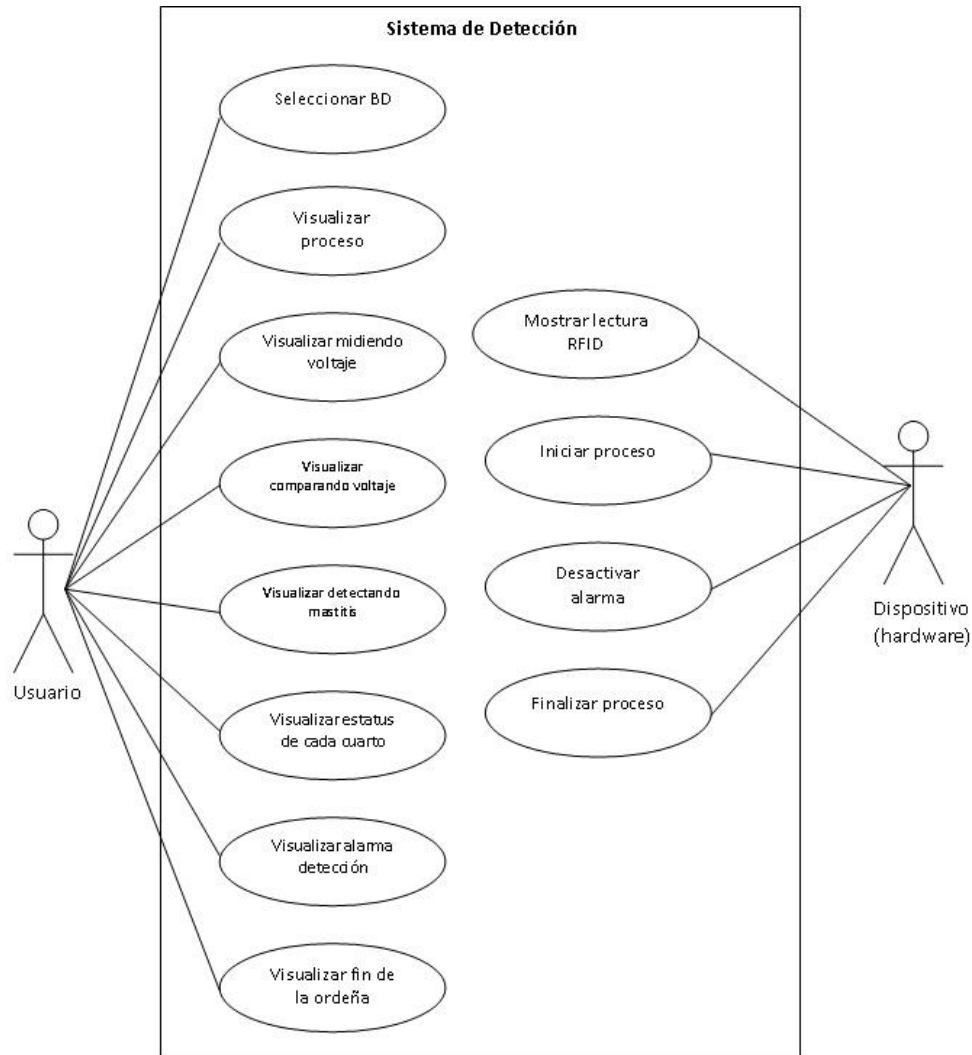 Sistema de Detección
Seleccionar BD
Visualizar
proceso
Visualizar midiendo
voltaje
Visualizar
comparando voltaje
Visualizar detectando
mastitis
Visualizar estatus
de cada cuarto
Visualizar alarma
detección
Visualizar fin de
la ordeña
Mostrar lectura
RFID
Iniciar proceso
Desactivar
alarma
Finalizar proceso
Usuario
Dispositivo
(hardware)